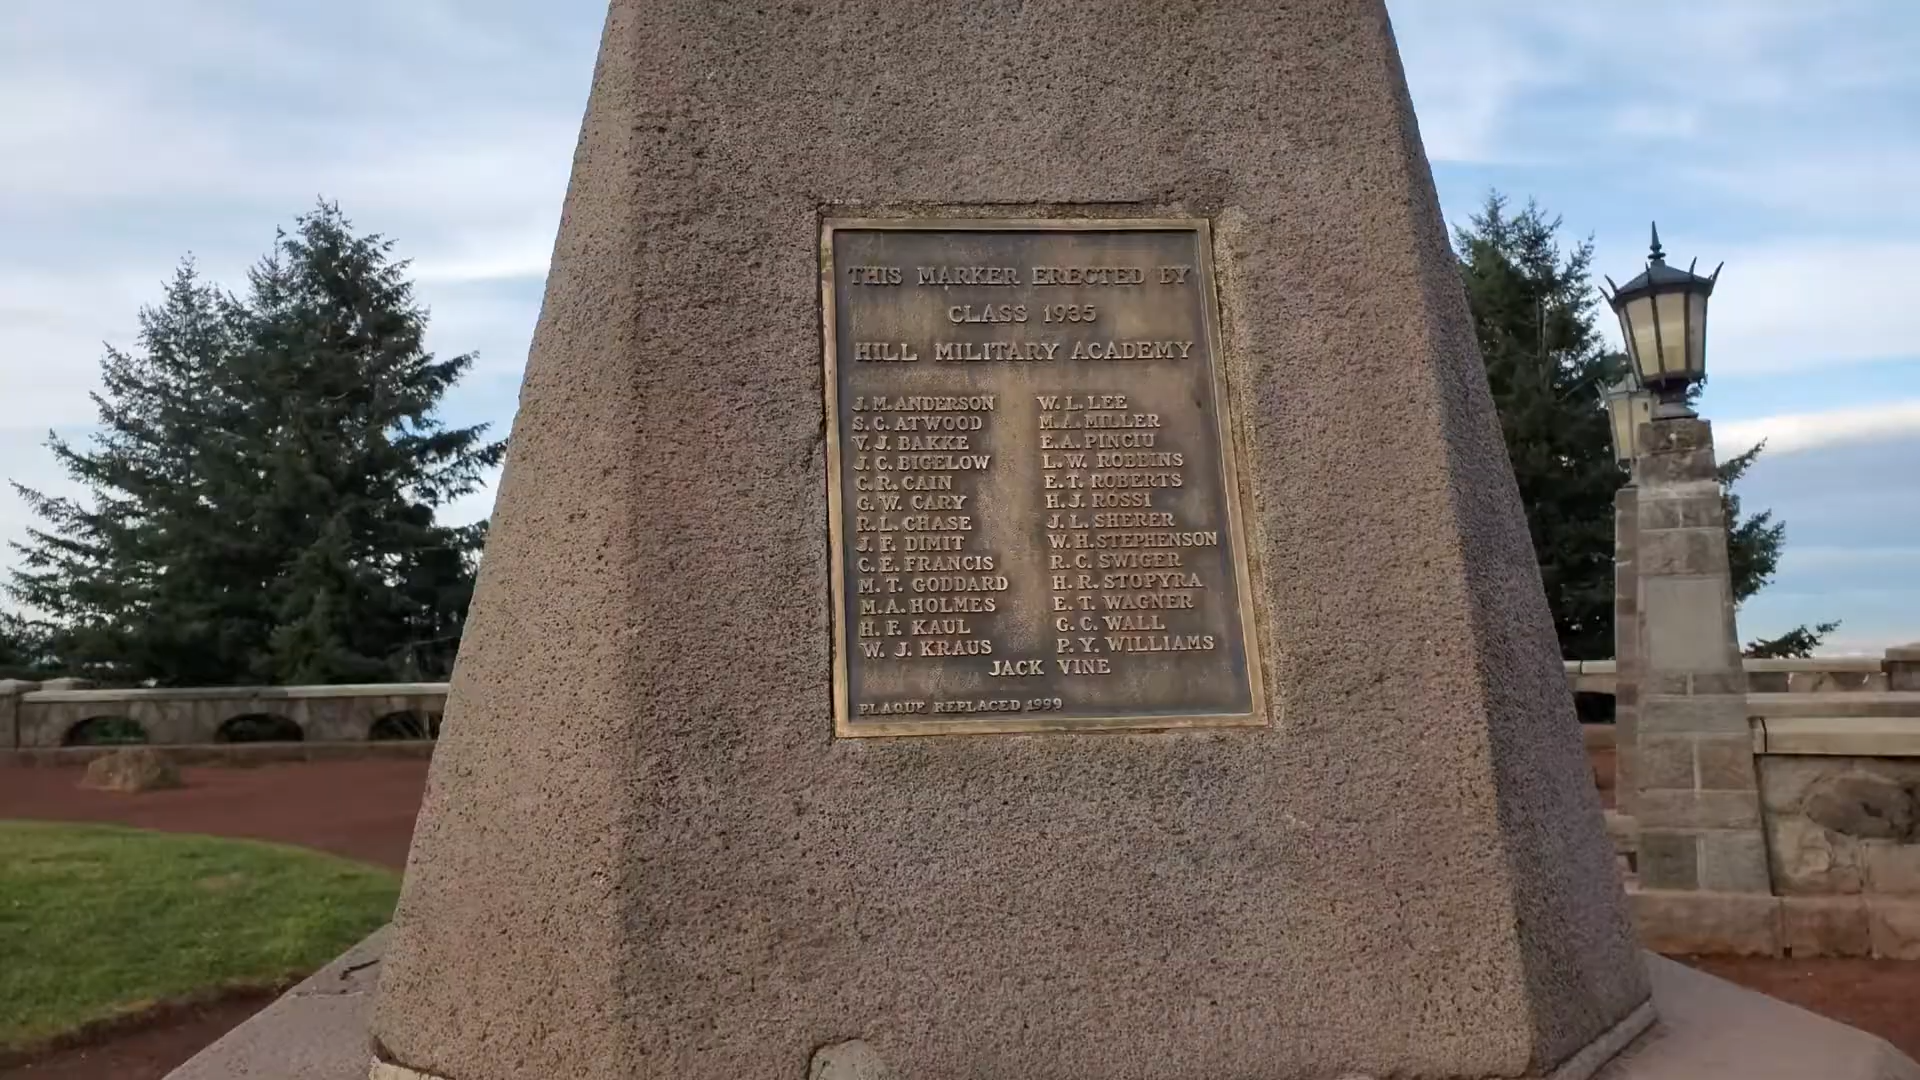 THIS MARKER ERECTED BY
CLASS 1935
HILL MILITARY ACADEMY
J. M. ANDERSON
S. C. ATWOOD
V. J. BAKKE
J. C. BIGELOW
C. R. CAIN
G. W. CARY
R. L. CHASE
J. F. DIMIT
C. E. FRANCIS
M. T. GODDARD
M. A. HOLMES
H. F. KAUL
W. J. KRAUS
W. L. LEE
M. L. MILLER
E. A. PINCIU
L. W. ROBBINS
E. T. ROBERTS
H. J. ROSSI
J. L. SHERER
W. H. STEPHENSON
R. C. SWIGER
H. R. STOPYRA
E. T. WAGNER
G. C. WALL
P. Y. WILLIAMS
JACK VINE
PLAQUE REPLACED 1999